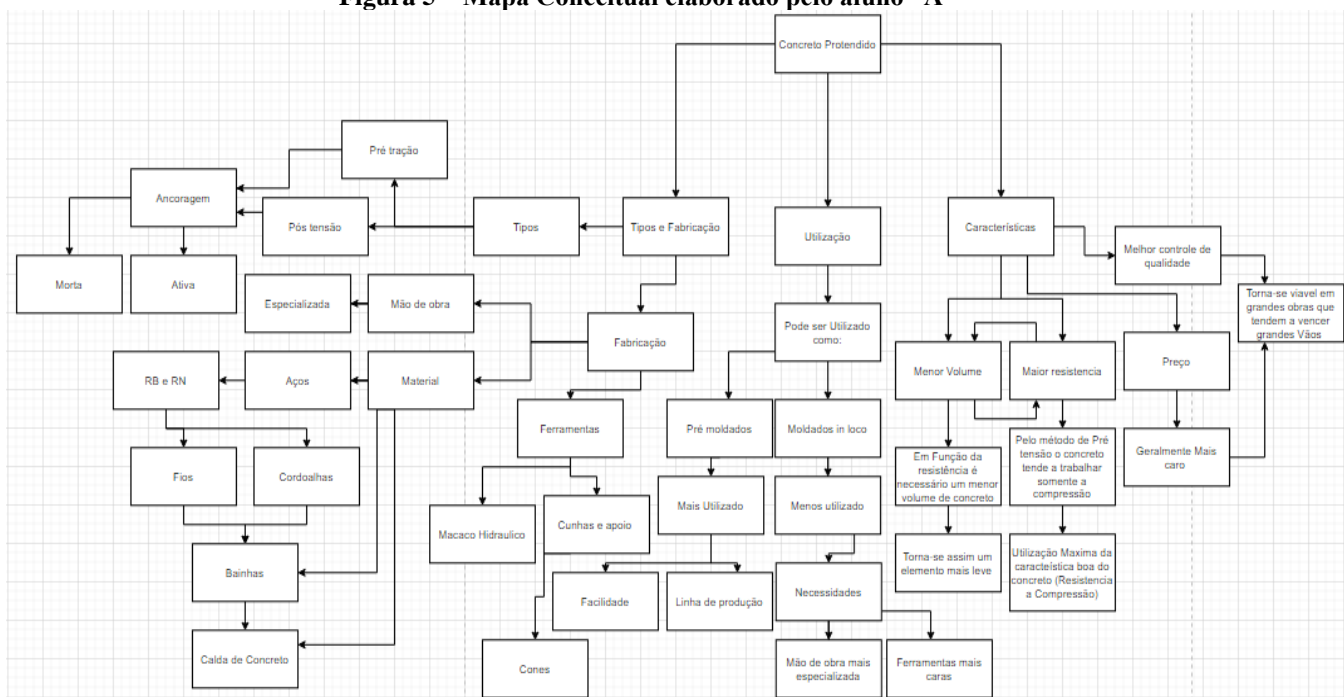 Figura 5 – Mapa Conceitual elaborado pelo aluno "A"
Concreto Protendido
Pré tração
Ancoragem
Pós tensão
Tipos
Tipos e Fabricação
Utilização
Características
Melhor controle de
qualidade
Morta
Ativa
Especializada
Mão de obra
Fabricação
Pode ser Utilizado
como:
Torna-se viavel em
grandes obras que
tendem a vencer
grandes Vãos
RB e RN
Aços
Material
Menor Volume
Maior resistencia
Preço
Ferramentas
Pré moldados
Moldados in loco
Fios
Cordoalhas
Em Função da
resistência é
necessário um menor
volume de concreto
Pelo método de Pré
tensão o concreto
tende a trabalhar
somente a
compressão
Geralmente Mais
caro
Macaco Hidraulico
Cunhas e apoio
Mais Utilizado
Menos utilizado
Bainhas
Torna-se assim um
elemento mais leve
Utilização Maxima da
caracteística boa do
concreto (Resistencia
a Compressão)
Facilidade
Linha de produção
Necessidades
Calda de Concreto
Cones
Mão de obra mais
especializada
Ferramentas mais
caras